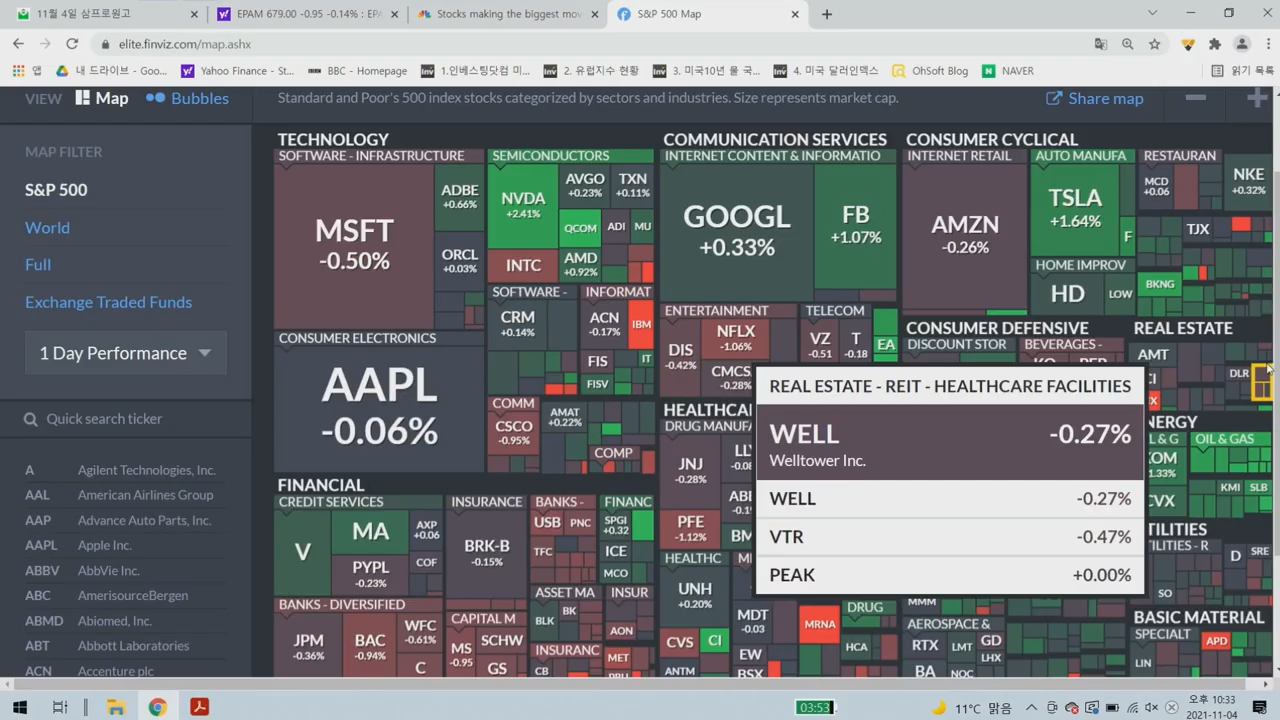 11월 4일 삼프로원고
EPAM 679.00 -0.95 -0.14% : EPA
Stocks making the biggest mov
S&P 500 Map
elite.finviz.com/map.ashx
앱
내 드라이브 - Goo...
Yahoo Finance - St...
BBC - Homepage
1.인베스팅닷컴 미...
2. 유럽지수 현황
3. 미국10년 물 국...
4. 미국 달러인덱스
OhSoft Blog
NAVER
읽기 목록
VIEW Map Bubbles
Standard and Poor's 500 index stocks categorized by sectors and industries. Size represents market cap.
Share map
MAP FILTER
S&P 500
World
Full
Exchange Traded Funds
1 Day Performance
Quick search ticker
A Agilent Technologies, Inc.
AAL American Airlines Group
AAP Advance Auto Parts, Inc.
AAPL Apple Inc.
ABBV AbbVie Inc.
ABC AmerisourceBergen
ABMD Abiomed, Inc.
ABT Abbott Laboratories
ACN Accenture plc
TECHNOLOGY
SOFTWARE - INFRASTRUCTURE
MSFT
-0.50%
ADBE
+0.66%
ORCL
+0.03%
SEMICONDUCTORS
NVDA
+2.41%
AVGO
+0.23%
TXN
+0.11%
QCOM
ADI
MU
INTC
AMD
+0.92%
CONSUMER ELECTRONICS
AAPL
-0.06%
SOFTWARE -
CRM
+0.14%
INFORMAT
ACN
-0.17%
IBM
FIS
IT
FISV
COMM
CSCO
-0.95%
AMAT
+0.22%
COMP
COMMUNICATION SERVICES
INTERNET CONTENT & INFORMATIO
GOOGL
+0.33%
FB
+1.07%
ENTERTAINMENT
DIS
-0.42%
NFLX
-1.06%
CMCS
-0.28%
TELECOM
VZ
-0.51
T
-0.18
EA
CONSUMER CYCLICAL
INTERNET RETAIL
AMZN
-0.26%
AUTO MANUFA
TSLA
+1.64%
F
HOME IMPROV
HD
LOW
RESTAURAN
MCD
+0.06
NKE
+0.32%
TJX
BKNG
CONSUMER DEFENSIVE
DISCOUNT STOR
BEVERAGES -
REAL ESTATE
AMT
DLR
REAL ESTATE - REIT - HEALTHCARE FACILITIES
WELL -0.27%
Welltower Inc.
WELL -0.27%
VTR -0.47%
PEAK +0.00%
HEALTHCA
DRUG MANUFA
JNJ
-0.28%
LL
-0.08
ABB
-0.1
PFE
-1.12%
BM
HEALTHC
UNH
+0.20%
CVS
CI
ANTM
MDT
-0.03
EW
BSX
MRNA
DRUG
HCA
FINANCIAL
CREDIT SERVICES
V
MA
AXP
+0.06
PYPL
-0.23%
COF
INSURANCE
BRK-B
-0.15%
BANKS -
USB
PNC
TFC
FINANC
SPGI
+0.32
ICE
MCO
ASSET MA
BLK
BK
INSUR
AON
BANKS - DIVERSIFIED
JPM
-0.36%
BAC
-0.94%
WFC
-0.61%
C
CAPITAL M
MS
-0.95
SCHW
GS
INSURANC
CB
MET
NERGY
L & G
OIL & GAS
XOM
1.33%
CVX
KMI
SLB
TILITIES
TILITIES - R
D
SRE
SO
MMM
AEROSPACE &
RTX
LMT
GD
LHX
BA
NOC
BASIC MATERIAL
SPECIALT
APD
LIN
03:53
11°C 맑음
오후 10:33
2021-11-04